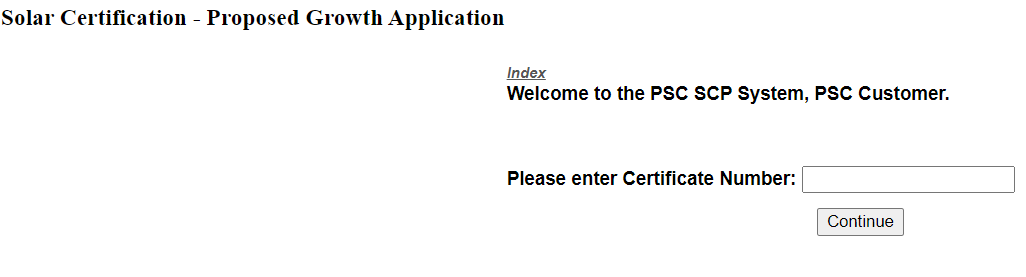 Solar Certification - Proposed Growth Application
Index
Welcome to the PSC SCP System, PSC Customer.
Please enter Certificate Number:
Continue